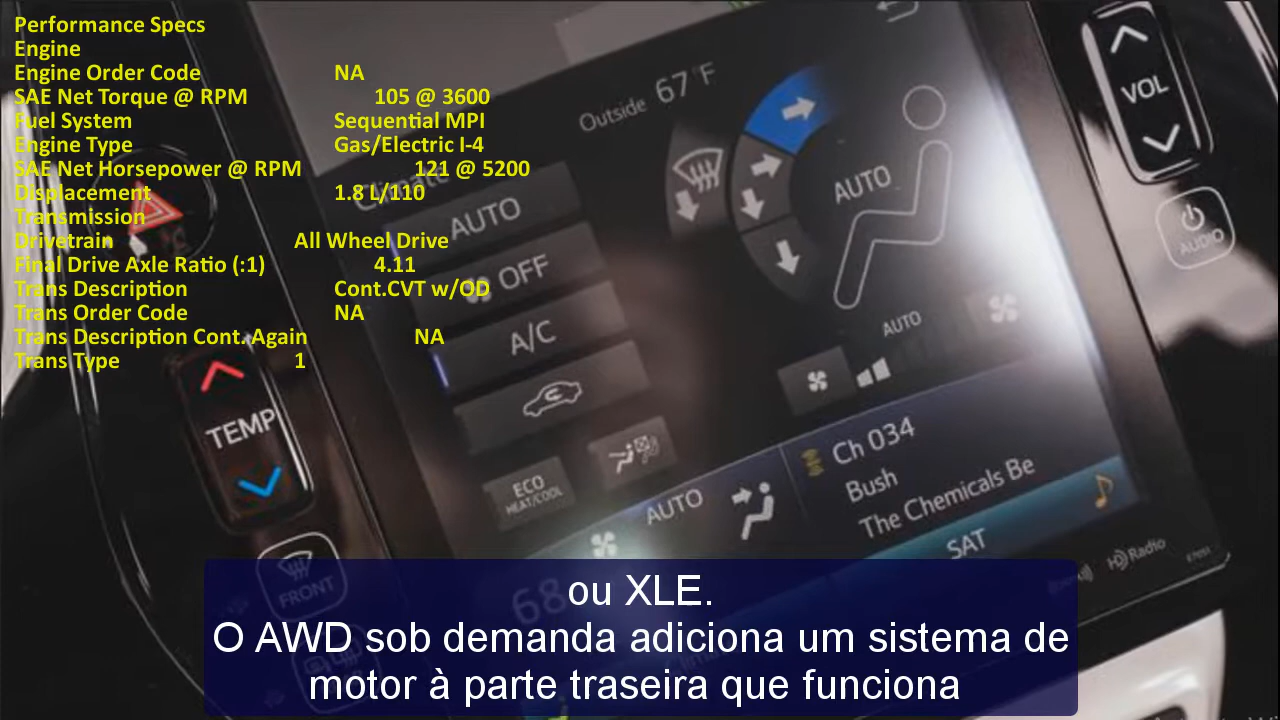 Performance Specs
Engine
Engine Order Code NA
SAE Net Torque @ RPM 105 @ 3600
Fuel System Sequential MPI
Engine Type Gas/Electric I-4
SAE Net Horsepower @ RPM 121 @ 5200
Displacement 1.8 L/110
Transmission
Drivetrain All Wheel Drive
Final Drive Axle Ratio (:1) 4.11
Trans Description Cont.CVT w/OD
Trans Order Code NA
Trans Description Cont. Again NA
Trans Type 1
Outside 67°F
VOL
AUDIO
Climate
AUTO
OFF
A/C
AUTO
AUTO
TEMP
ECO
HEAT/COOL
AUTO
Ch 034
Bush
The Chemicals Be
SAT
HD Radio
FRONT
68
ou XLE.
O AWD sob demanda adiciona um sistema de
motor à parte traseira que funciona